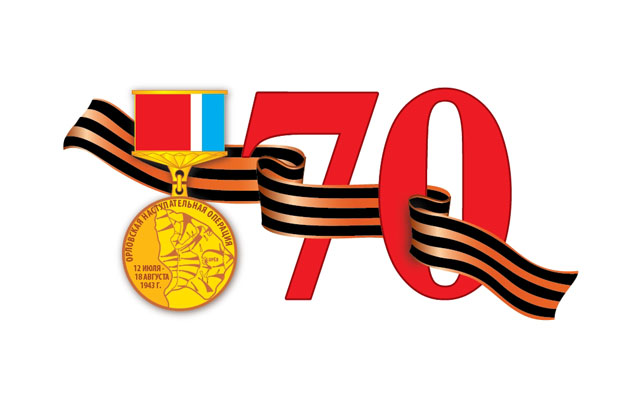 70
ОРЛОВСКАЯ НАСТУПАТЕЛЬНАЯ ОПЕРАЦИЯ
12 ИЮЛЯ -
18 АВГУСТА
1943 Г.